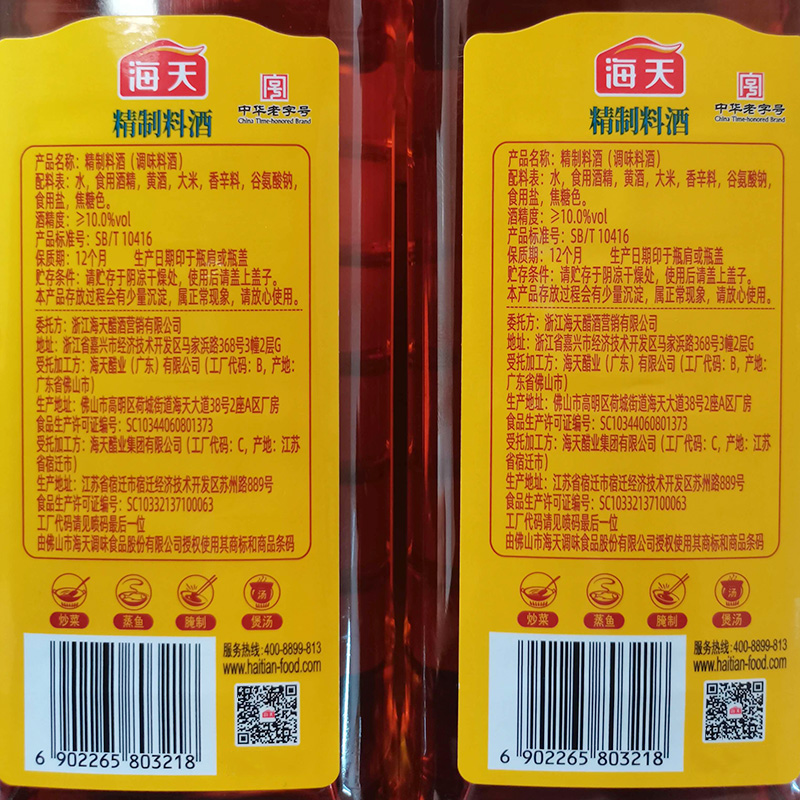 海天
字号
中华老字号
China Time-honored Brand
精制料酒
产品名称：精制料酒（调味料酒）
配料表：水，食用酒精，黄酒，大米，香辛料，谷氨酸钠，
食用盐，焦糖色。
酒精度：≥10.0%vol
产品标准号：SB/T 10416
保质期：12个月 生产日期印于瓶肩或瓶盖
贮存条件：请贮存于阴凉干燥处，使用后请盖上盖子。
本产品存放过程会有少量沉淀，属正常现象，请放心使用。
委托方：浙江海天醋酒营销有限公司
地址：浙江省嘉兴市经济技术开发区马家浜路368号3幢2层G
受托加工方：海天醋业（广东）有限公司（工厂代码：B，产地：
广东省佛山市）
生产地址：佛山市高明区荷城街道海天大道38号2座A区厂房
食品生产许可证编号：SC10344060801373
受托加工方：海天醋业集团有限公司（工厂代码：C，产地：江苏
省宿迁市）
生产地址：江苏省宿迁市宿迁经济技术开发区苏州路889号
食品生产许可证编号：SC10332137100063
工厂代码请见喷码最后一位
由佛山市海天调味食品股份有限公司授权使用其商标和商品条码
汤
炒菜 蒸鱼 腌制 煲汤
服务热线：400-8899-813
www.haitian-food.com
6 902265 803218
海天
字号
中华老字号
China Time-honored Brand
精制料酒
产品名称：精制料酒（调味料酒）
配料表：水，食用酒精，黄酒，大米，香辛料，谷氨酸钠，
食用盐，焦糖色。
酒精度：≥10.0%vol
产品标准号：SB/T 10416
保质期：12个月 生产日期印于瓶肩或瓶盖
贮存条件：请贮存于阴凉干燥处，使用后请盖上盖子。
本产品存放过程会有少量沉淀，属正常现象，请放心使用。
委托方：浙江海天醋酒营销有限公司
地址：浙江省嘉兴市经济技术开发区马家浜路368号3幢2层G
受托加工方：海天醋业（广东）有限公司（工厂代码：B，产地：
广东省佛山市）
生产地址：佛山市高明区荷城街道海天大道38号2座A区厂房
食品生产许可证编号：SC10344060801373
受托加工方：海天醋业集团有限公司（工厂代码：C，产地：江苏
省宿迁市）
生产地址：江苏省宿迁市宿迁经济技术开发区苏州路889号
食品生产许可证编号：SC10332137100063
工厂代码请见喷码最后一位
由佛山市海天调味食品股份有限公司授权使用其商标和商品条码
汤
炒菜 蒸鱼 腌制 煲汤
服务热线：400-8899-813
www.haitian-food.com
6 902265 803218